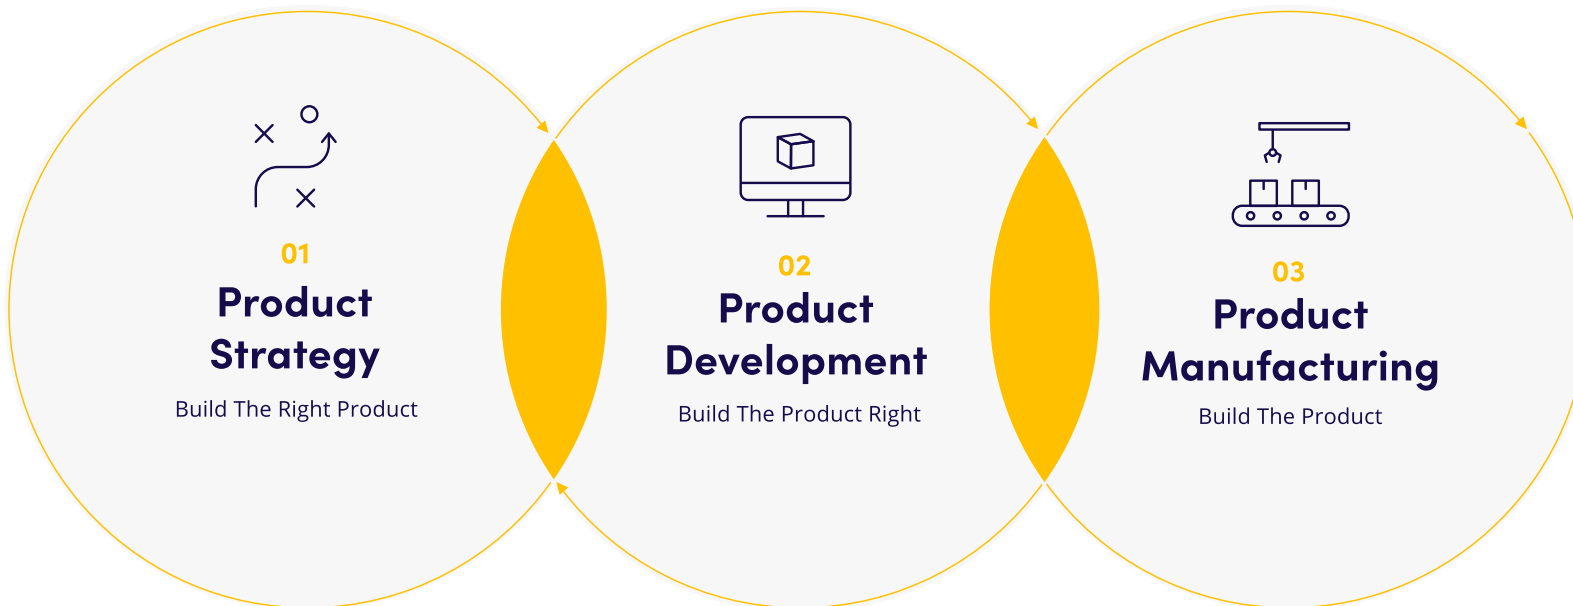 01
Product
Strategy
Build The Right Product
02
Product
Development
Build The Product Right
03
Product
Manufacturing
Build The Product